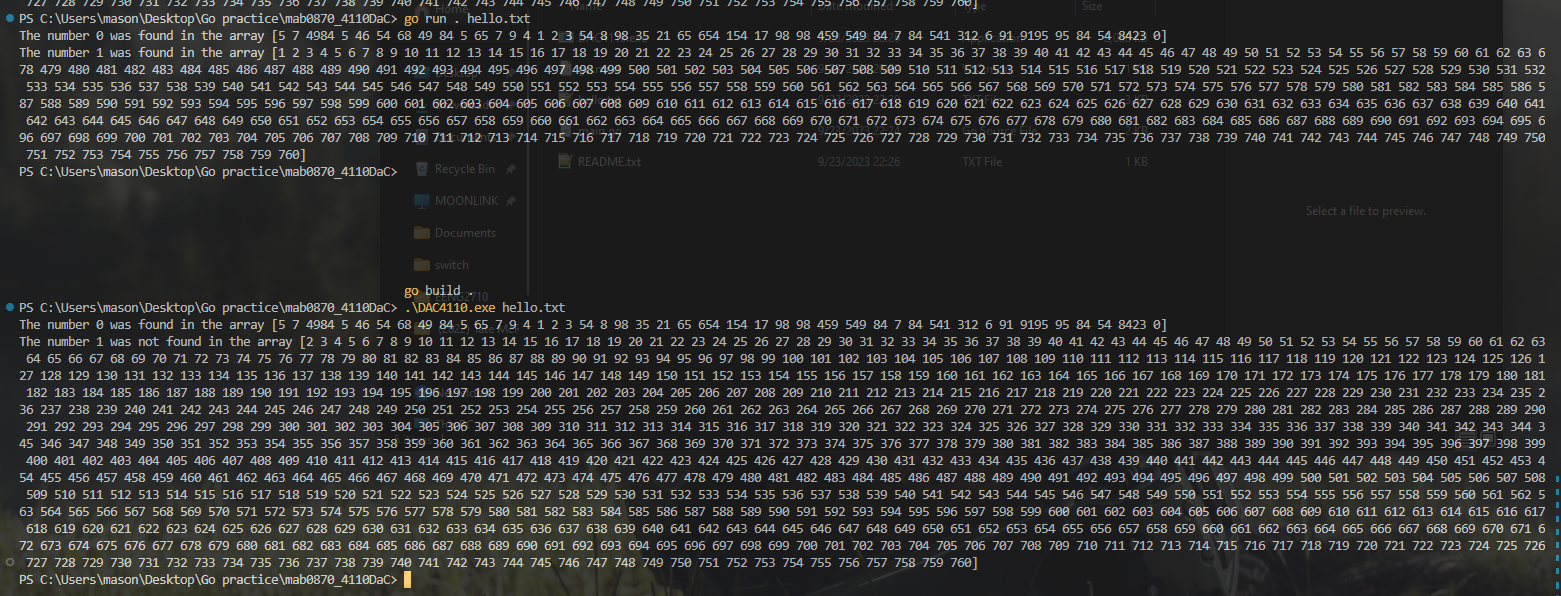 727 728 729 730 731 732 733 734 735 736 737 738 739 740 741 742 743 744 745 746 747 748 749 750 751 752 753 754 755 756 757 758 759 760]
PS C:\Users\mason\Desktop\Go practice\mab0870_4110DaC> go run . hello.txt
The number 0 was found in the array [5 7 4984 5 46 54 68 49 84 5 65 7 9 4 1 2 3 54 8 98 35 21 65 654 154 17 98 98 459 549 84 7 84 541 312 6 91 9195 95 84 54 8423 0]
The number 1 was found in the array [1 2 3 4 5 6 7 8 9 10 11 12 13 14 15 16 17 18 19 20 21 22 23 24 25 26 27 28 29 30 31 32 33 34 35 36 37 38 39 40 41 42 43 44 45 46 47 48 49 50 51 52 53 54 55 56 57 58 59 60 61 62 63 6
78 479 480 481 482 483 484 485 486 487 488 489 490 491 492 493 494 495 496 497 498 499 500 501 502 503 504 505 506 507 508 509 510 511 512 513 514 515 516 517 518 519 520 521 522 523 524 525 526 527 528 529 530 531 532
533 534 535 536 537 538 539 540 541 542 543 544 545 546 547 548 549 550 551 552 553 554 555 556 557 558 559 560 561 562 563 564 565 566 567 568 569 570 571 572 573 574 575 576 577 578 579 580 581 582 583 584 585 586 5
87 588 589 590 591 592 593 594 595 596 597 598 599 600 601 602 603 604 605 606 607 608 609 610 611 612 613 614 615 616 617 618 619 620 621 622 623 624 625 626 627 628 629 630 631 632 633 634 635 636 637 638 639 640 641
642 643 644 645 646 647 648 649 650 651 652 653 654 655 656 657 658 659 660 661 662 663 664 665 666 667 668 669 670 671 672 673 674 675 676 677 678 679 680 681 682 683 684 685 686 687 688 689 690 691 692 693 694 695 6
96 697 698 699 700 701 702 703 704 705 706 707 708 709 710 711 712 713 714 715 716 717 718 719 720 721 722 723 724 725 726 727 728 729 730 731 732 733 734 735 736 737 738 739 740 741 742 743 744 745 746 747 748 749 750
751 752 753 754 755 756 757 758 759 760]
PS C:\Users\mason\Desktop\Go practice\mab0870_4110DaC>
go build .
PS C:\Users\mason\Desktop\Go practice\mab0870_4110DaC> .\DAC4110.exe hello.txt
The number 0 was found in the array [5 7 4984 5 46 54 68 49 84 5 65 7 9 4 1 2 3 54 8 98 35 21 65 654 154 17 98 98 459 549 84 7 84 541 312 6 91 9195 95 84 54 8423 0]
The number 1 was not found in the array [2 3 4 5 6 7 8 9 10 11 12 13 14 15 16 17 18 19 20 21 22 23 24 25 26 27 28 29 30 31 32 33 34 35 36 37 38 39 40 41 42 43 44 45 46 47 48 49 50 51 52 53 54 55 56 57 58 59 60 61 62 63
64 65 66 67 68 69 70 71 72 73 74 75 76 77 78 79 80 81 82 83 84 85 86 87 88 89 90 91 92 93 94 95 96 97 98 99 100 101 102 103 104 105 106 107 108 109 110 111 112 113 114 115 116 117 118 119 120 121 122 123 124 125 126 1
27 128 129 130 131 132 133 134 135 136 137 138 139 140 141 142 143 144 145 146 147 148 149 150 151 152 153 154 155 156 157 158 159 160 161 162 163 164 165 166 167 168 169 170 171 172 173 174 175 176 177 178 179 180 181
182 183 184 185 186 187 188 189 190 191 192 193 194 195 196 197 198 199 200 201 202 203 204 205 206 207 208 209 210 211 212 213 214 215 216 217 218 219 220 221 222 223 224 225 226 227 228 229 230 231 232 233 234 235 2
36 237 238 239 240 241 242 243 244 245 246 247 248 249 250 251 252 253 254 255 256 257 258 259 260 261 262 263 264 265 266 267 268 269 270 271 272 273 274 275 276 277 278 279 280 281 282 283 284 285 286 287 288 289 290
291 292 293 294 295 296 297 298 299 300 301 302 303 304 305 306 307 308 309 310 311 312 313 314 315 316 317 318 319 320 321 322 323 324 325 326 327 328 329 330 331 332 333 334 335 336 337 338 339 340 341 342 343 344 3
45 346 347 348 349 350 351 352 353 354 355 356 357 358 359 360 361 362 363 364 365 366 367 368 369 370 371 372 373 374 375 376 377 378 379 380 381 382 383 384 385 386 387 388 389 390 391 392 393 394 395 396 397 398 399
400 401 402 403 404 405 406 407 408 409 410 411 412 413 414 415 416 417 418 419 420 421 422 423 424 425 426 427 428 429 430 431 432 433 434 435 436 437 438 439 440 441 442 443 444 445 446 447 448 449 450 451 452 453 4
54 455 456 457 458 459 460 461 462 463 464 465 466 467 468 469 470 471 472 473 474 475 476 477 478 479 480 481 482 483 484 485 486 487 488 489 490 491 492 493 494 495 496 497 498 499 500 501 502 503 504 505 506 507 508
509 510 511 512 513 514 515 516 517 518 519 520 521 522 523 524 525 526 527 528 529 530 531 532 533 534 535 536 537 538 539 540 541 542 543 544 545 546 547 548 549 550 551 552 553 554 555 556 557 558 559 560 561 562 5
63 564 565 566 567 568 569 570 571 572 573 574 575 576 577 578 579 580 581 582 583 584 585 586 587 588 589 590 591 592 593 594 595 596 597 598 599 600 601 602 603 604 605 606 607 608 609 610 611 612 613 614 615 616 617
618 619 620 621 622 623 624 625 626 627 628 629 630 631 632 633 634 635 636 637 638 639 640 641 642 643 644 645 646 647 648 649 650 651 652 653 654 655 656 657 658 659 660 661 662 663 664 665 666 667 668 669 670 671 6
72 673 674 675 676 677 678 679 680 681 682 683 684 685 686 687 688 689 690 691 692 693 694 695 696 697 698 699 700 701 702 703 704 705 706 707 708 709 710 711 712 713 714 715 716 717 718 719 720 721 722 723 724 725 726
727 728 729 730 731 732 733 734 735 736 737 738 739 740 741 742 743 744 745 746 747 748 749 750 751 752 753 754 755 756 757 758 759 760]
PS C:\Users\mason\Desktop\Go practice\mab0870_4110DaC>
Home
Name
Date modified
Type
Size
README.txt 9/23/2023 22:26 TXT File 1 KB
Recycle Bin
MOONLINK
Documents
switch
EENG2710
Select a file to preview.